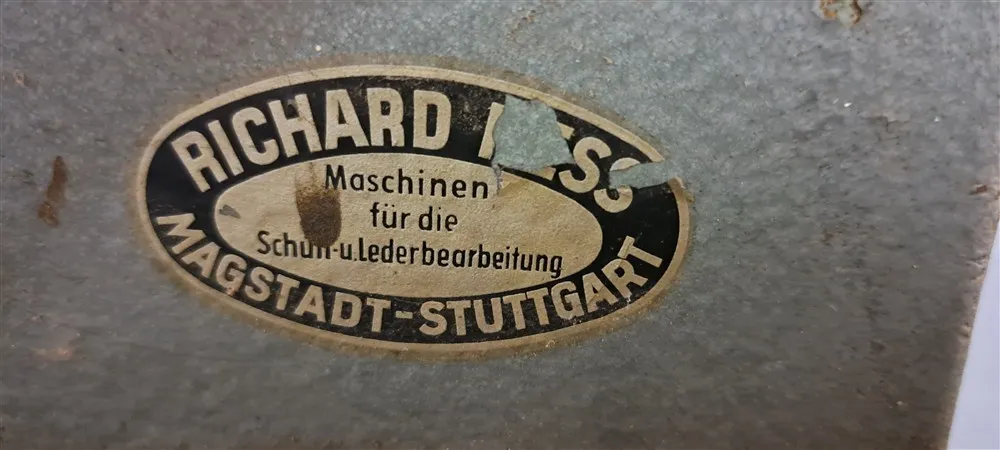 RICHARD
Maschinen
für die
Schuh-u.Lederbearbeitung
MAGSTADT-STUTTGART